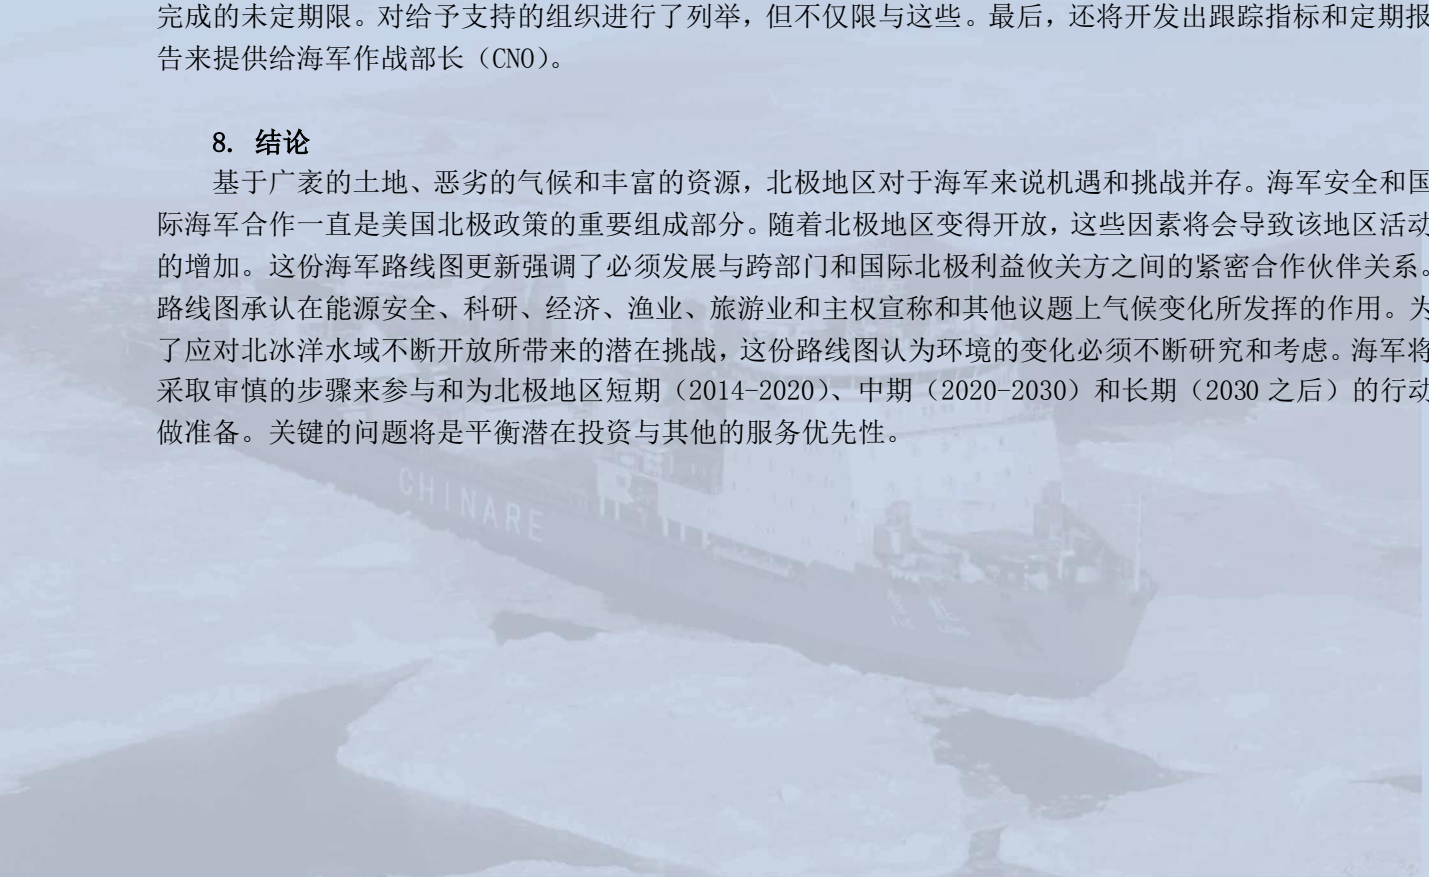 完成的未定期限。对给予支持的组织进行了列举，但不仅限与这些。最后，还将开发出跟踪指标和定期报
告来提供给海军作战部长（CNO）。
8. 结论
基于广袤的土地、恶劣的气候和丰富的资源，北极地区对于海军来说机遇和挑战并存。海军安全和国
际海军合作一直是美国北极政策的重要组成部分。随着北极地区变得开放，这些因素将会导致该地区活动
的增加。这份海军路线图更新强调了必须发展与跨部门和国际北极利益攸关方之间的紧密合作伙伴关系。
路线图承认在能源安全、科研、经济、渔业、旅游业和主权宣称和其他议题上气候变化所发挥的作用。为
了应对北冰洋水域不断开放所带来的潜在挑战，这份路线图认为环境的变化必须不断研究和考虑。海军将
采取审慎的步骤来参与和为北极地区短期（2014-2020）、中期（2020-2030）和长期（2030 之后）的行动
做准备。关键的问题将是平衡潜在投资与其他的服务优先性。
CHINARE